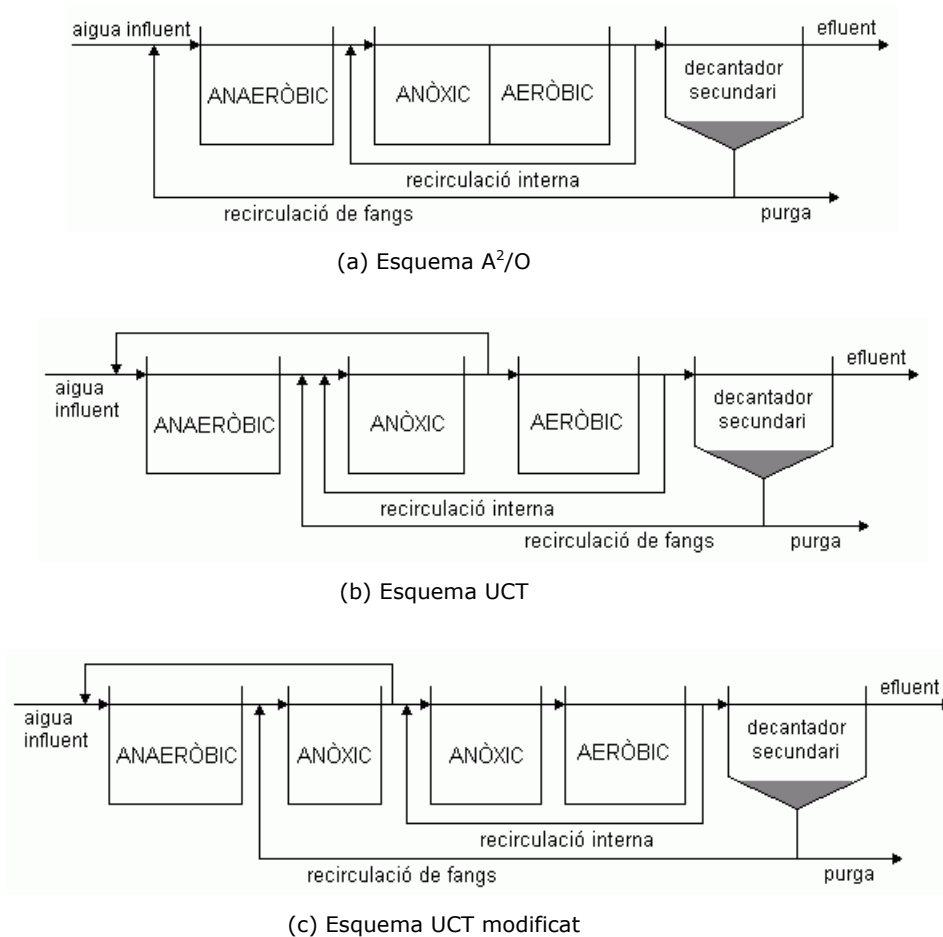 aigua influent
efluent
ANAERÒBIC
ANÒXIC
AERÒBIC
decantador
secundari
recirculació interna
recirculació de fangs
purga
(a) Esquema A²/O
efluent
aigua
influent
ANAERÒBIC
ANÒXIC
AERÒBIC
decantador
secundari
recirculació interna
recirculació de fangs
purga
(b) Esquema UCT
efluent
aigua
influent
ANAERÒBIC
ANÒXIC
ANÒXIC
AERÒBIC
decantador
secundari
recirculació interna
recirculació de fangs
purga
(c) Esquema UCT modificat